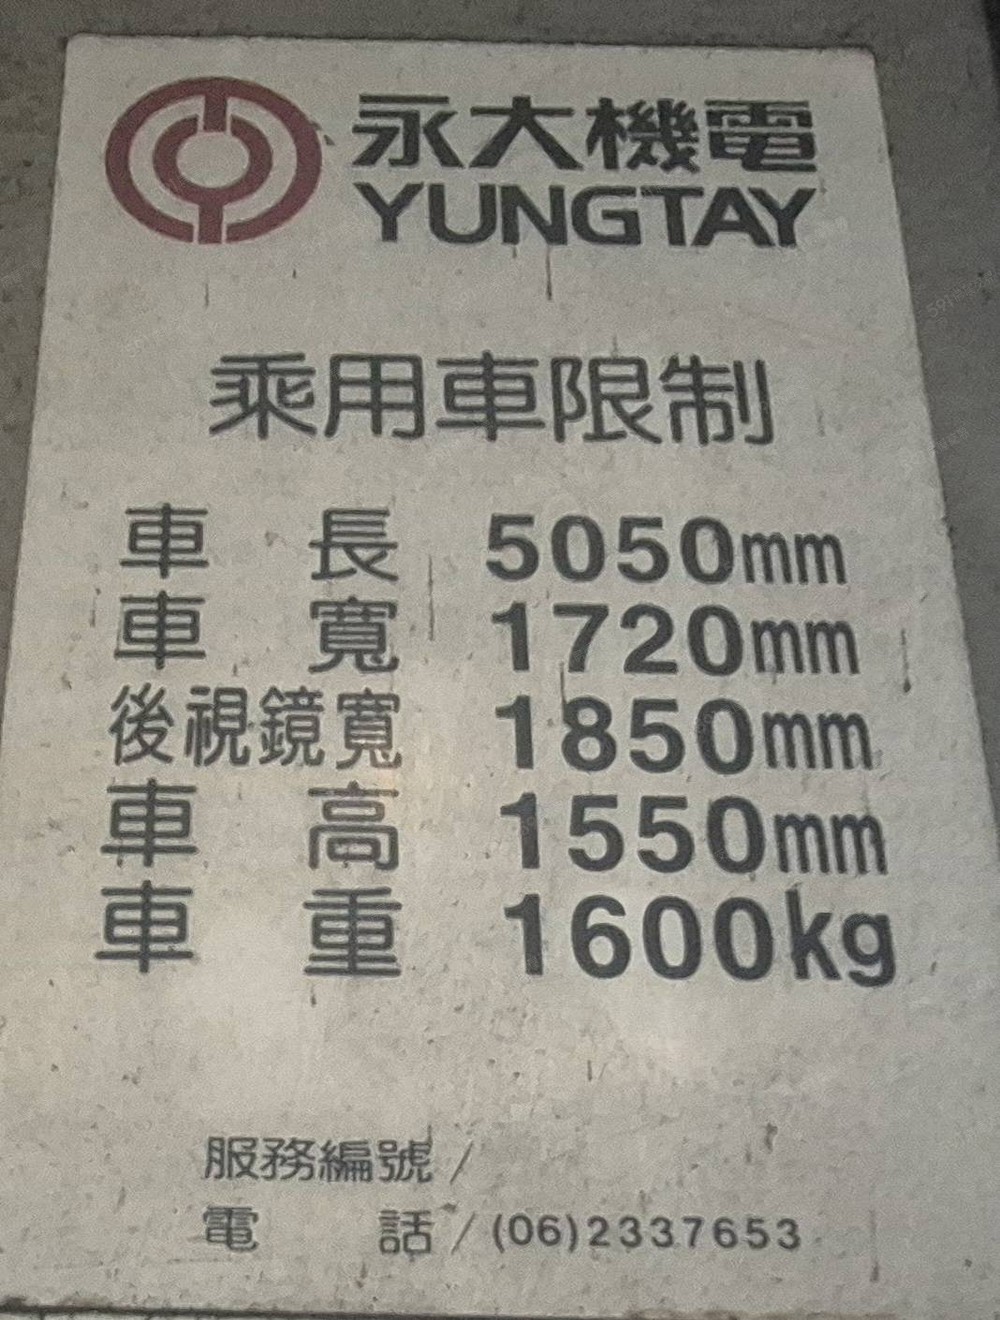 永大機電
YUNGTAY
乘用車限制
車長 5050mm
車寬 1720mm
後視鏡寬 1850mm
車高 1550mm
車重 1600kg
服務編號/
電話/(06)2337653